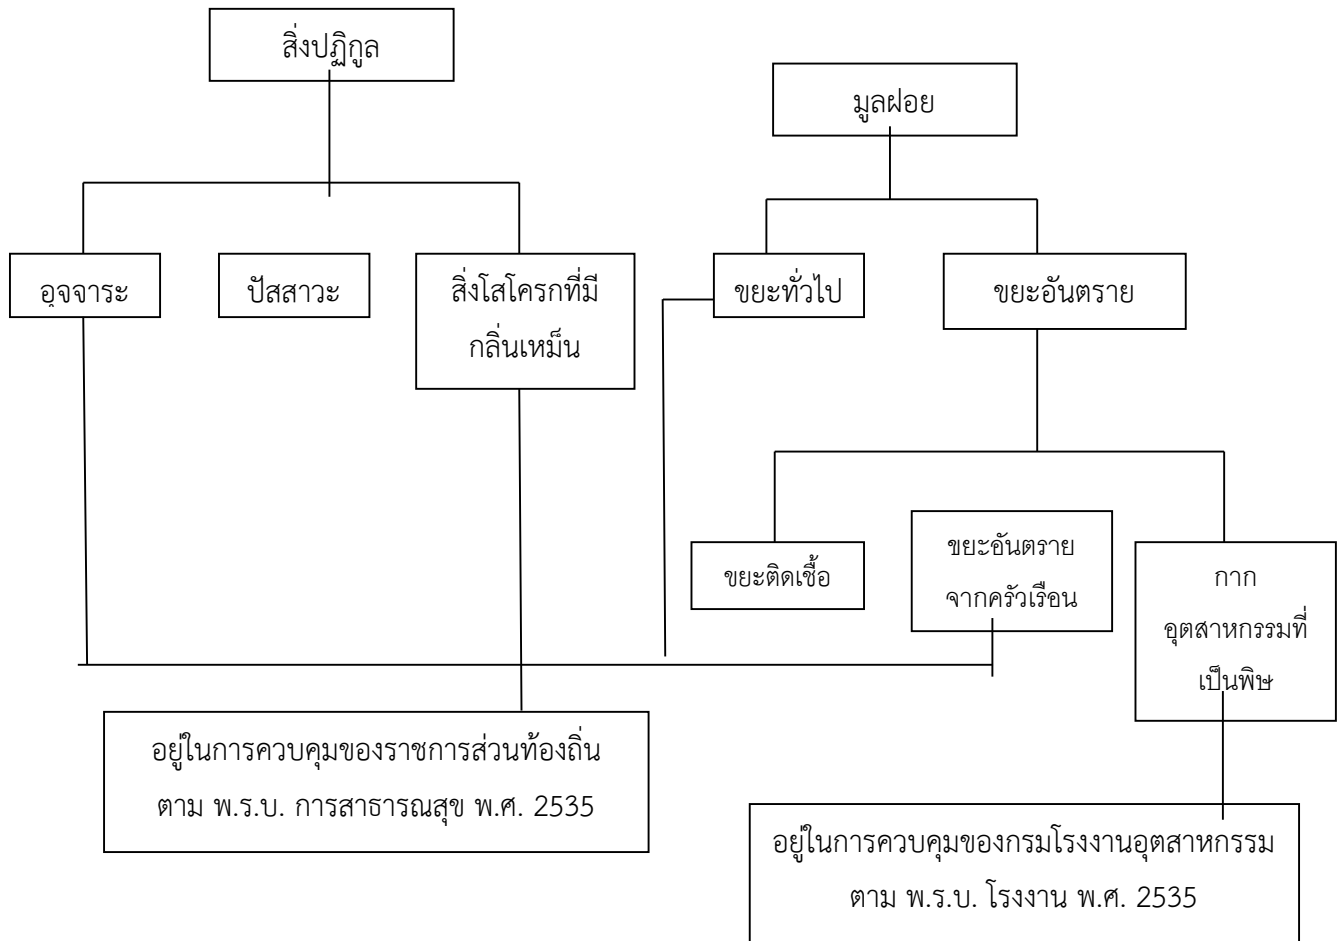 สิ่งปฏิกูล
มูลฝอย
อุจจาระ
ปัสสาวะ
สิ่งโสโครกที่มี
กลิ่นเหม็น
ขยะทั่วไป
ขยะอันตราย
ขยะติดเชื้อ
ขยะอันตราย
จากครัวเรือน
กาก
อุตสาหกรรมที่
เป็นพิษ
อยู่ในการควบคุมของราชการส่วนท้องถิ่น
ตาม พ.ร.บ. การสาธารณสุข พ.ศ. 2535
อยู่ในการควบคุมของกรมโรงงานอุตสาหกรรม
ตาม พ.ร.บ. โรงงาน พ.ศ. 2535